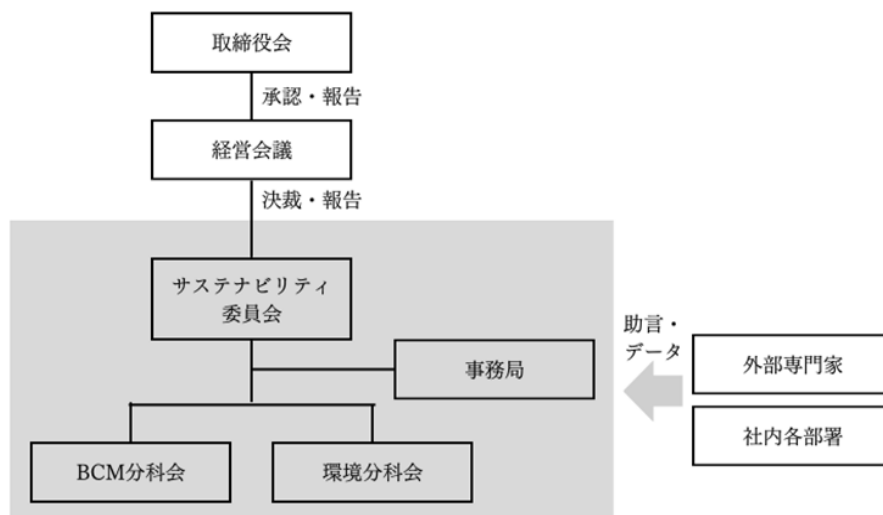 取締役会
承認・報告
経営会議
決裁・報告
サステナビリティ
委員会
事務局
BCM分科会
環境分科会
助言・
データ
外部専門家
社内各部署